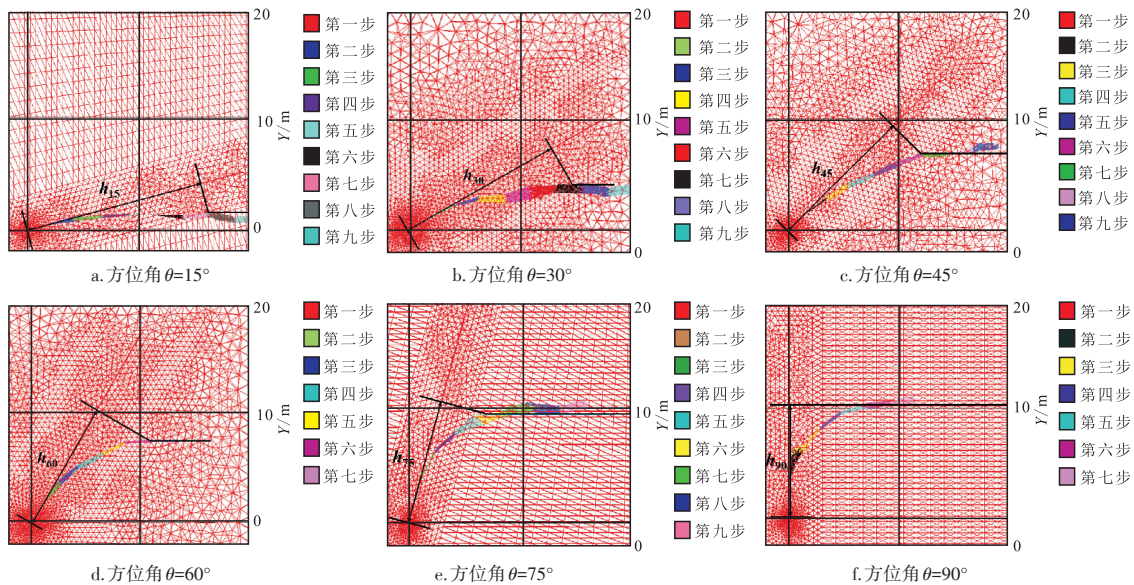 20
10
0
Y/m
h15
第一步
第二步
第三步
第四步
第五步
第六步
第七步
第八步
第九步
a.方位角θ=15°
20
10
0
Y/m
h30
第一步
第二步
第三步
第四步
第五步
第六步
第七步
第八步
第九步
b.方位角θ=30°
20
10
0
Y/m
h45
第一步
第二步
第三步
第四步
第五步
第六步
第七步
第八步
第九步
c.方位角θ=45°
20
10
0
Y/m
h60
第一步
第二步
第三步
第四步
第五步
第六步
第七步
d.方位角θ=60°
20
10
0
Y/m
h75
第一步
第二步
第三步
第四步
第五步
第六步
第七步
第八步
第九步
e.方位角θ=75°
20
10
0
Y/m
h90
第一步
第二步
第三步
第四步
第五步
第六步
第七步
f.方位角θ=90°